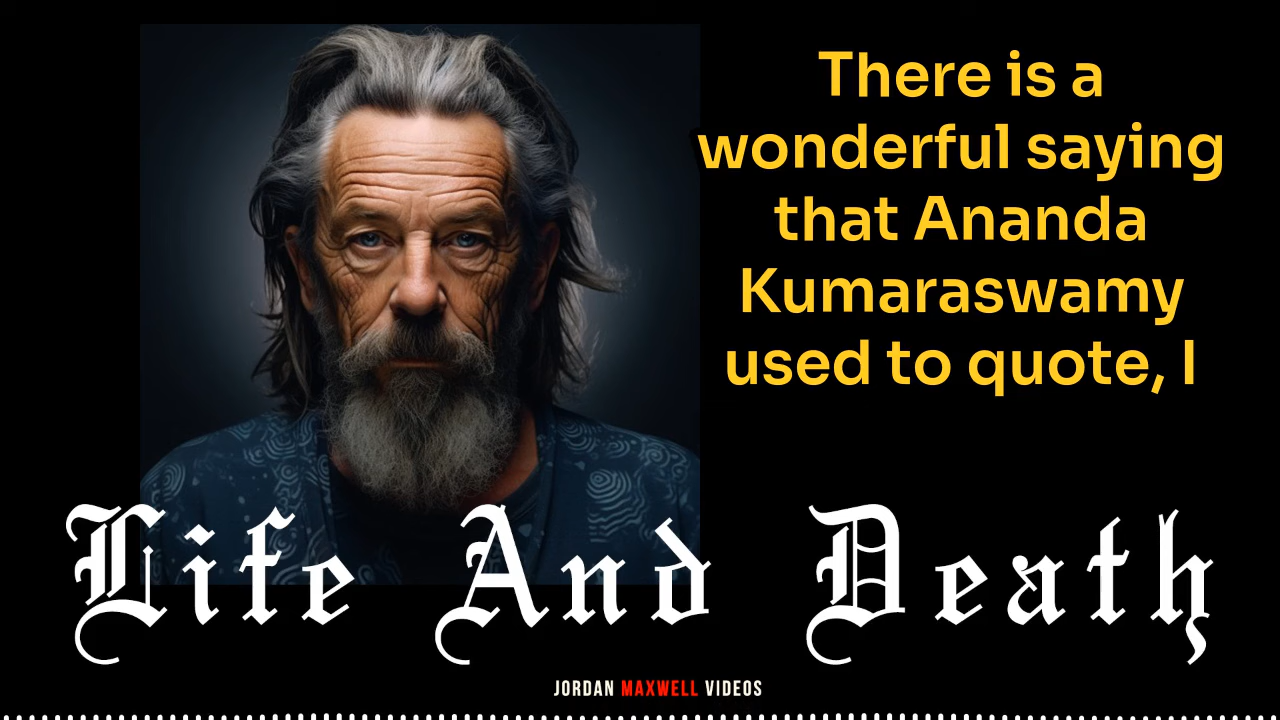 There is a
wonderful saying
that Ananda
Kumaraswamy
used to quote, I
Life And Death
JORDAN MAXWELL VIDEOS